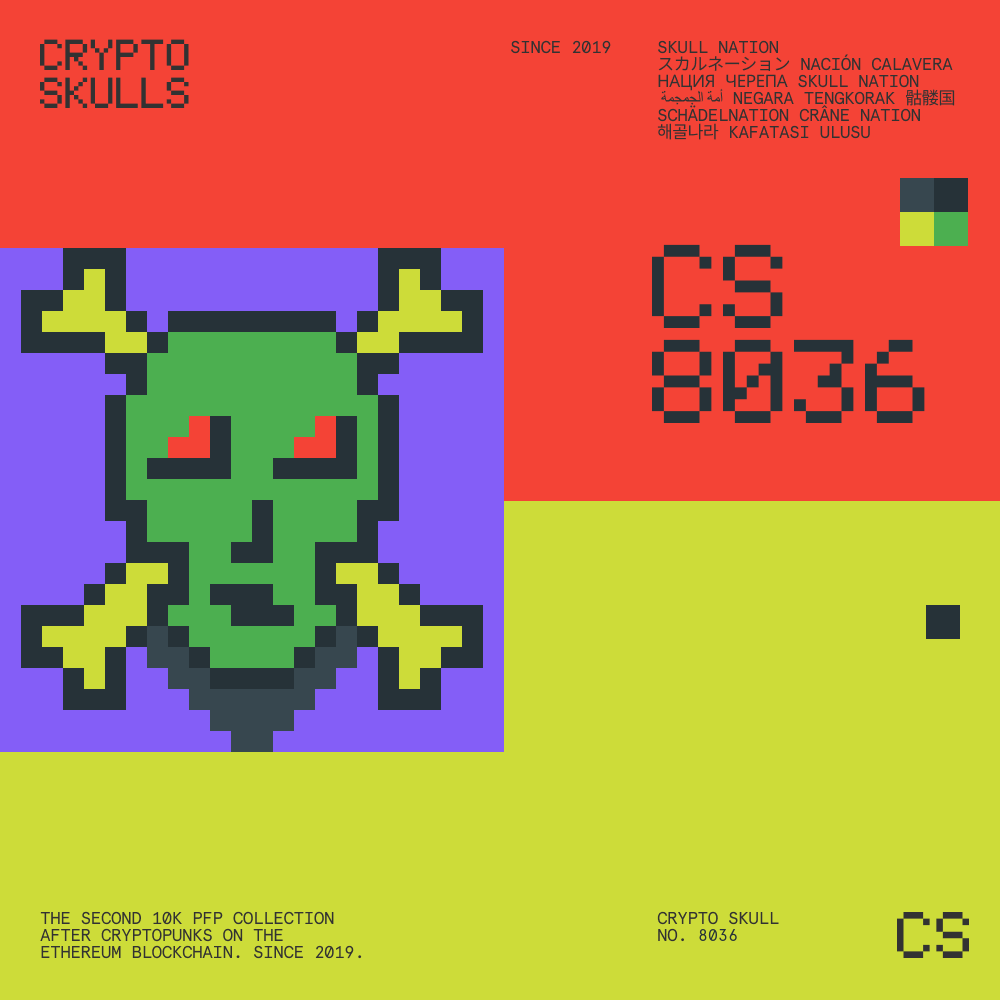 CRYPTO
SKULLS
SINCE 2019
SKULL NATION
スカルネーション NACIÓN CALAVERA
НАЦИЯ ЧЕРЕПА SKULL NATION
أمة الجمجمة NEGARA TENGKORAK 骷髅国
SCHÄDELNATION CRÂNE NATION
해골나라 KAFATASI ULUSU
CS
8036
THE SECOND 10K PFP COLLECTION
AFTER CRYPTOPUNKS ON THE
ETHEREUM BLOCKCHAIN. SINCE 2019.
CRYPTO SKULL
NO. 8036
CS